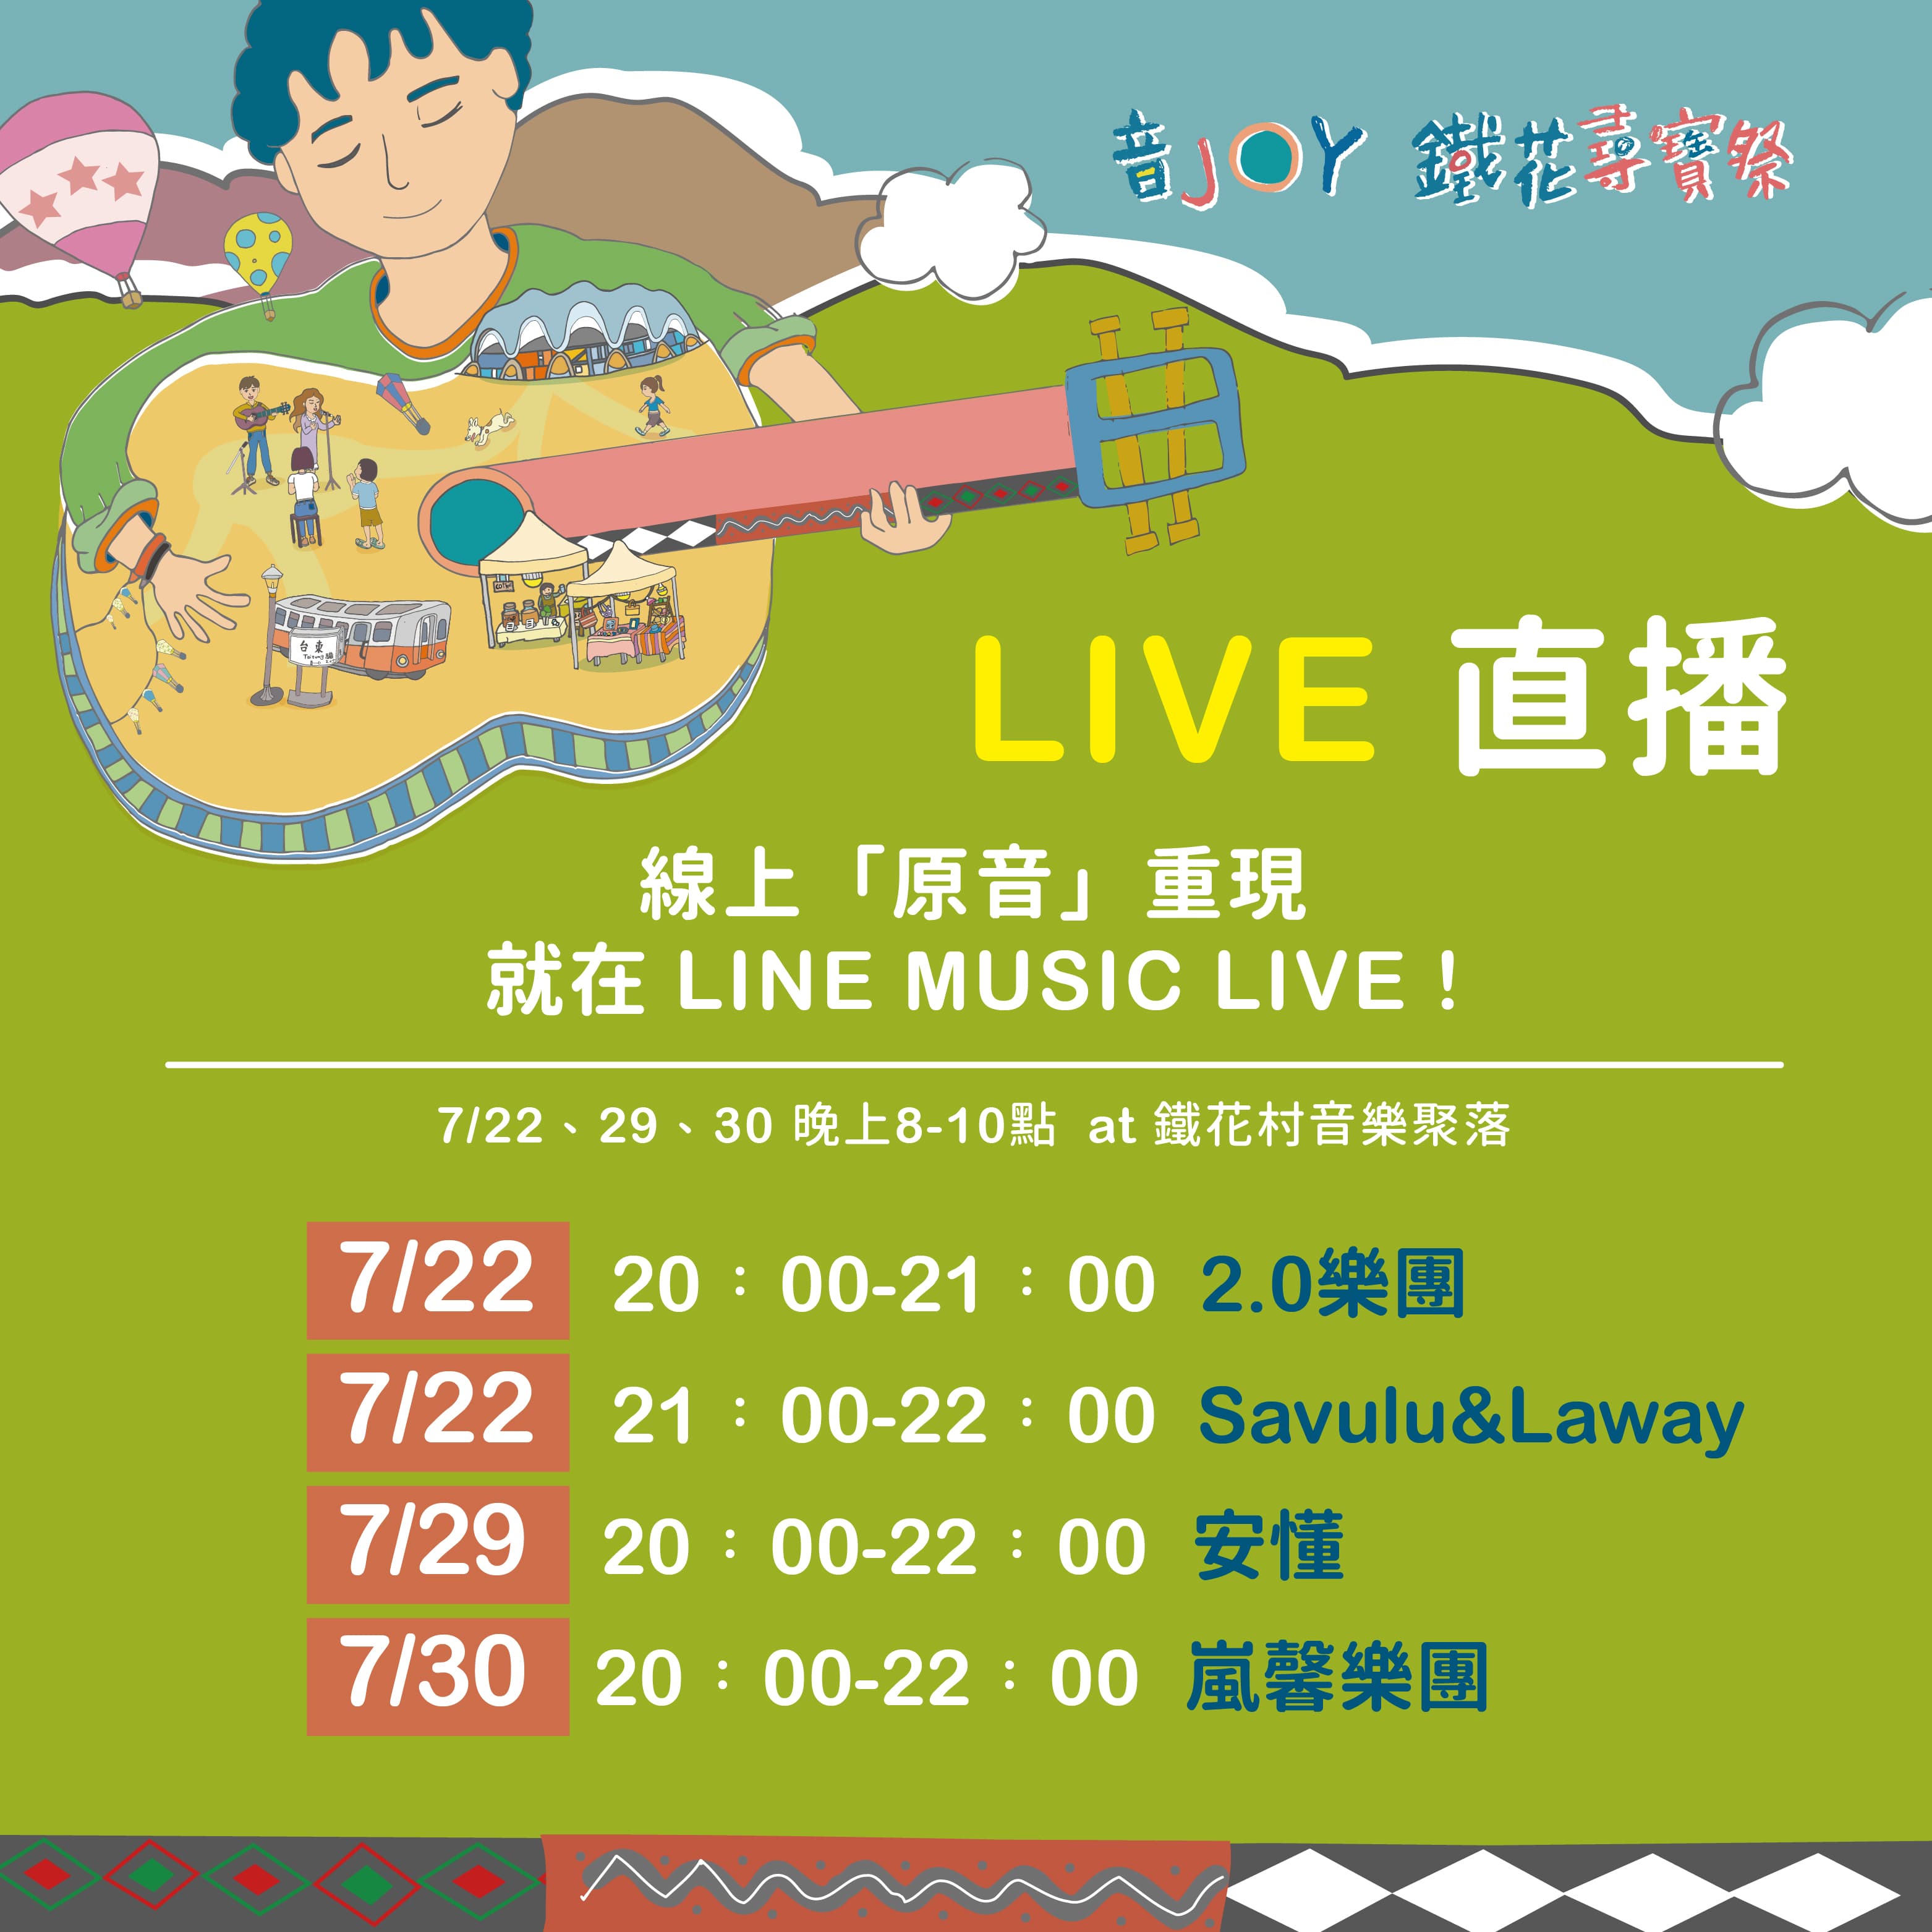 音JOY 鐵花尋寶祭
台東
Taitung
LIVE 直播
線上「原音」重現
就在 LINE MUSIC LIVE！
7/22、29、30 晚上8-10點 at 鐵花村音樂聚落
7/22 20：00-21：00 2.0樂團
7/22 21：00-22：00 Savulu&Laway
7/29 20：00-22：00 安懂
7/30 20：00-22：00 嵐馨樂團